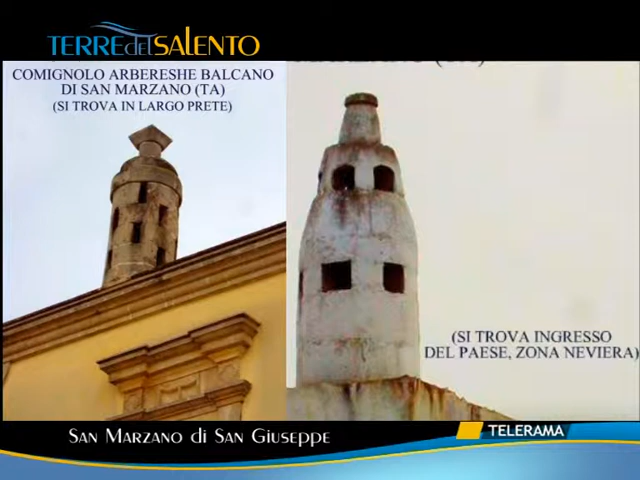 TERRE del SALENTO
COMIGNOLO ARBERESHE BALCANO
DI SAN MARZANO (TA)
(SI TROVA IN LARGO PRETE)
(SI TROVA INGRESSO
DEL PAESE, ZONA NEVIERA)
San Marzano di San Giuseppe
TELERAMA